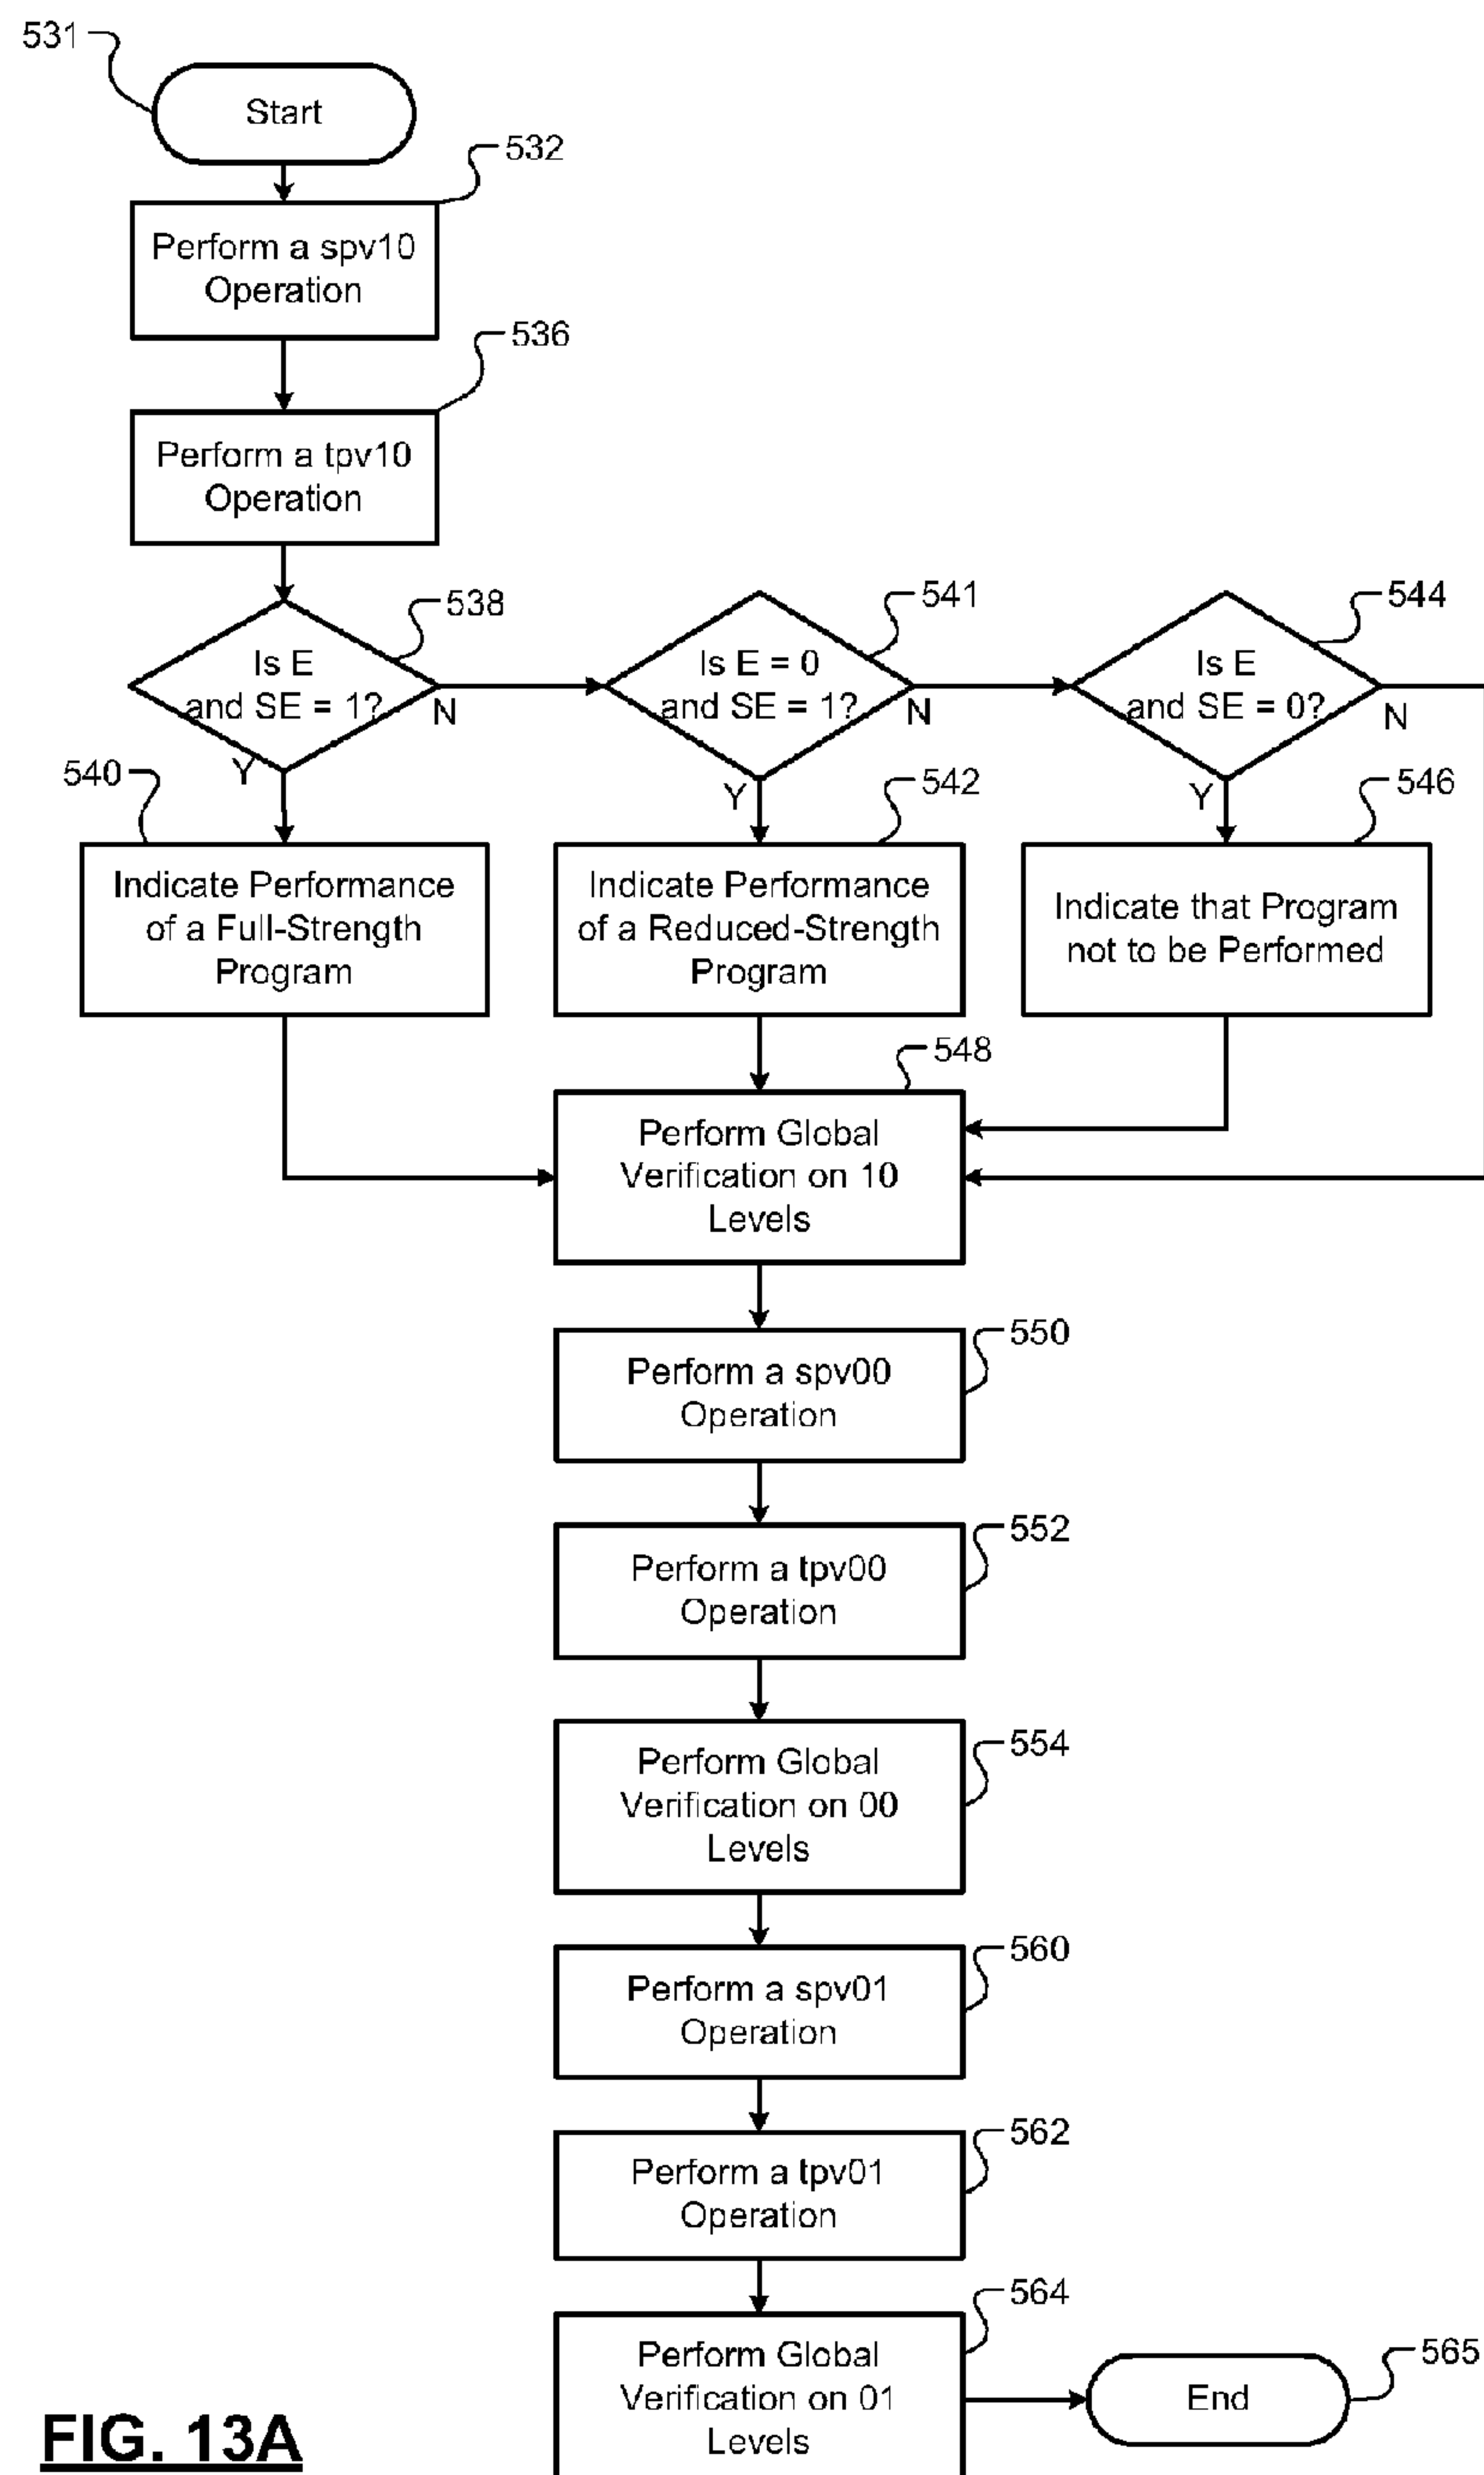 531
Start
532
Perform a spv10
Operation
536
Perform a tpv10
Operation
538
Is E
and SE = 1?
N
Y
541
Is E = 0
and SE = 1?
N
Y
544
Is E
and SE = 0?
N
Y
540
Indicate Performance
of a Full-Strength
Program
542
Indicate Performance
of a Reduced-Strength
Program
546
Indicate that Program
not to be Performed
548
Perform Global
Verification on 10
Levels
550
Perform a spv00
Operation
552
Perform a tpv00
Operation
554
Perform Global
Verification on 00
Levels
560
Perform a spv01
Operation
562
Perform a tpv01
Operation
564
Perform Global
Verification on 01
Levels
565
End
FIG. 13A